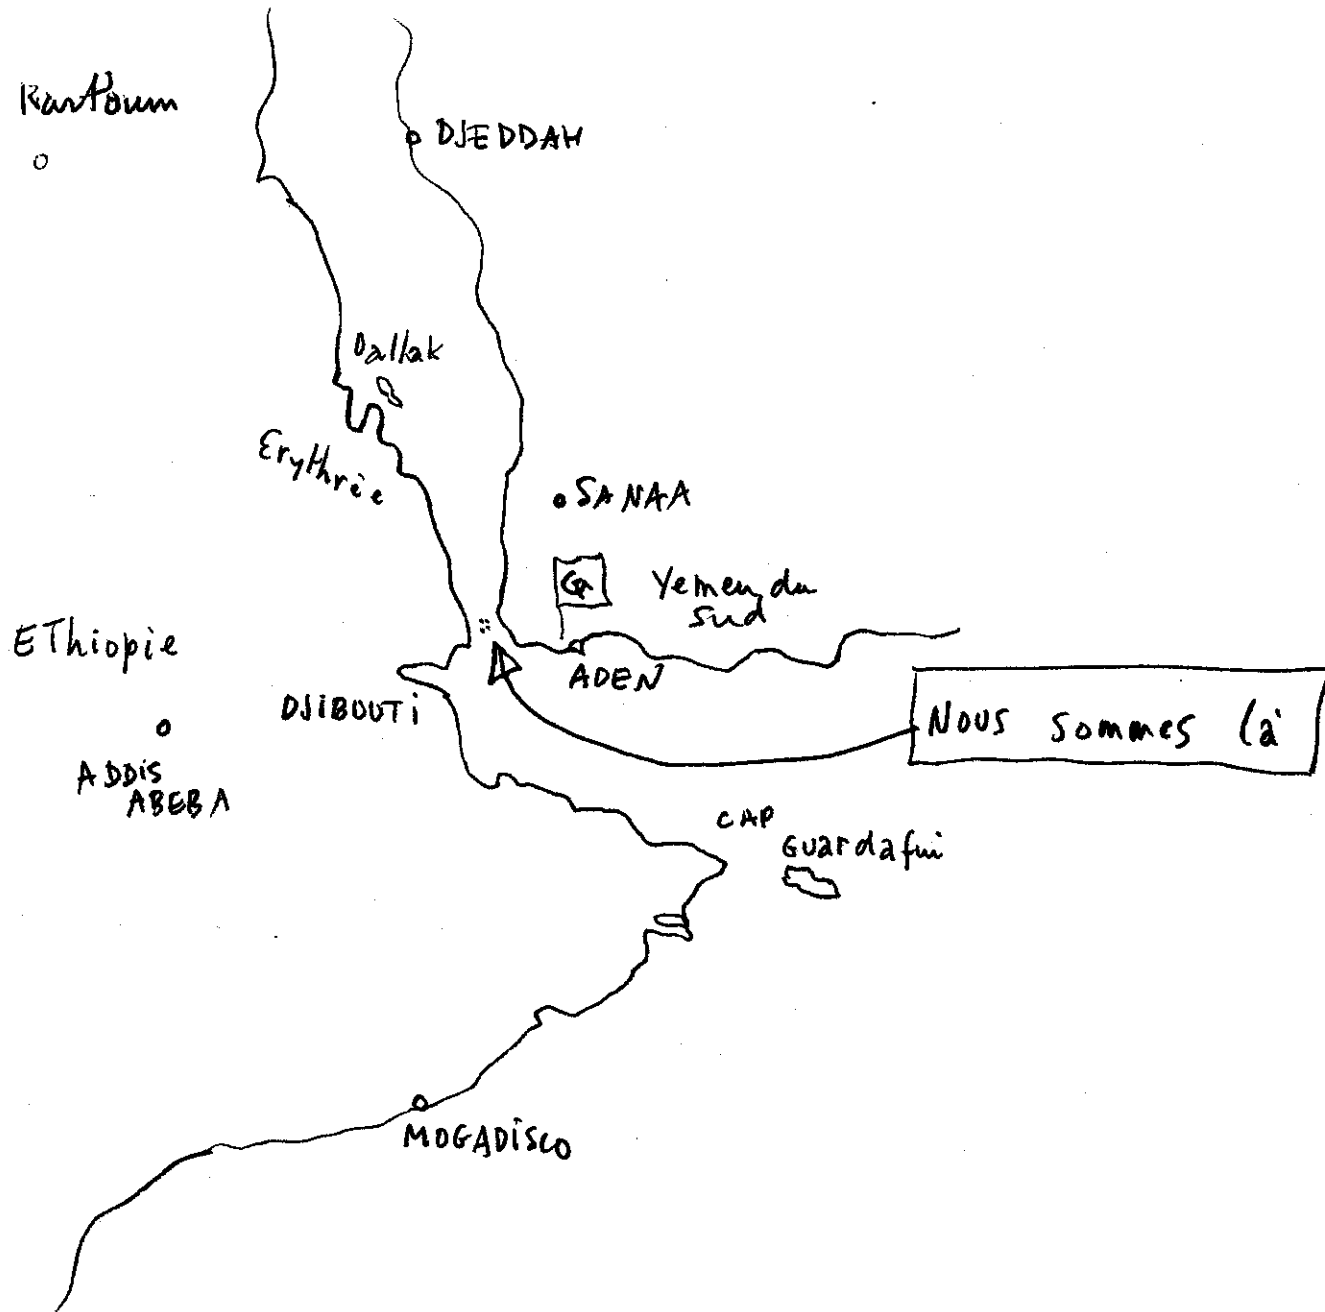 Kartoum
DJEDDAH
Dallak
Erythrée
SANAA
Yemen du
Sud
EThiopie
ADEN
DJIBOUTi
NOUS sommes là
ADDiS
ABEBA
CAP
Guardafui
MOGADiSCO